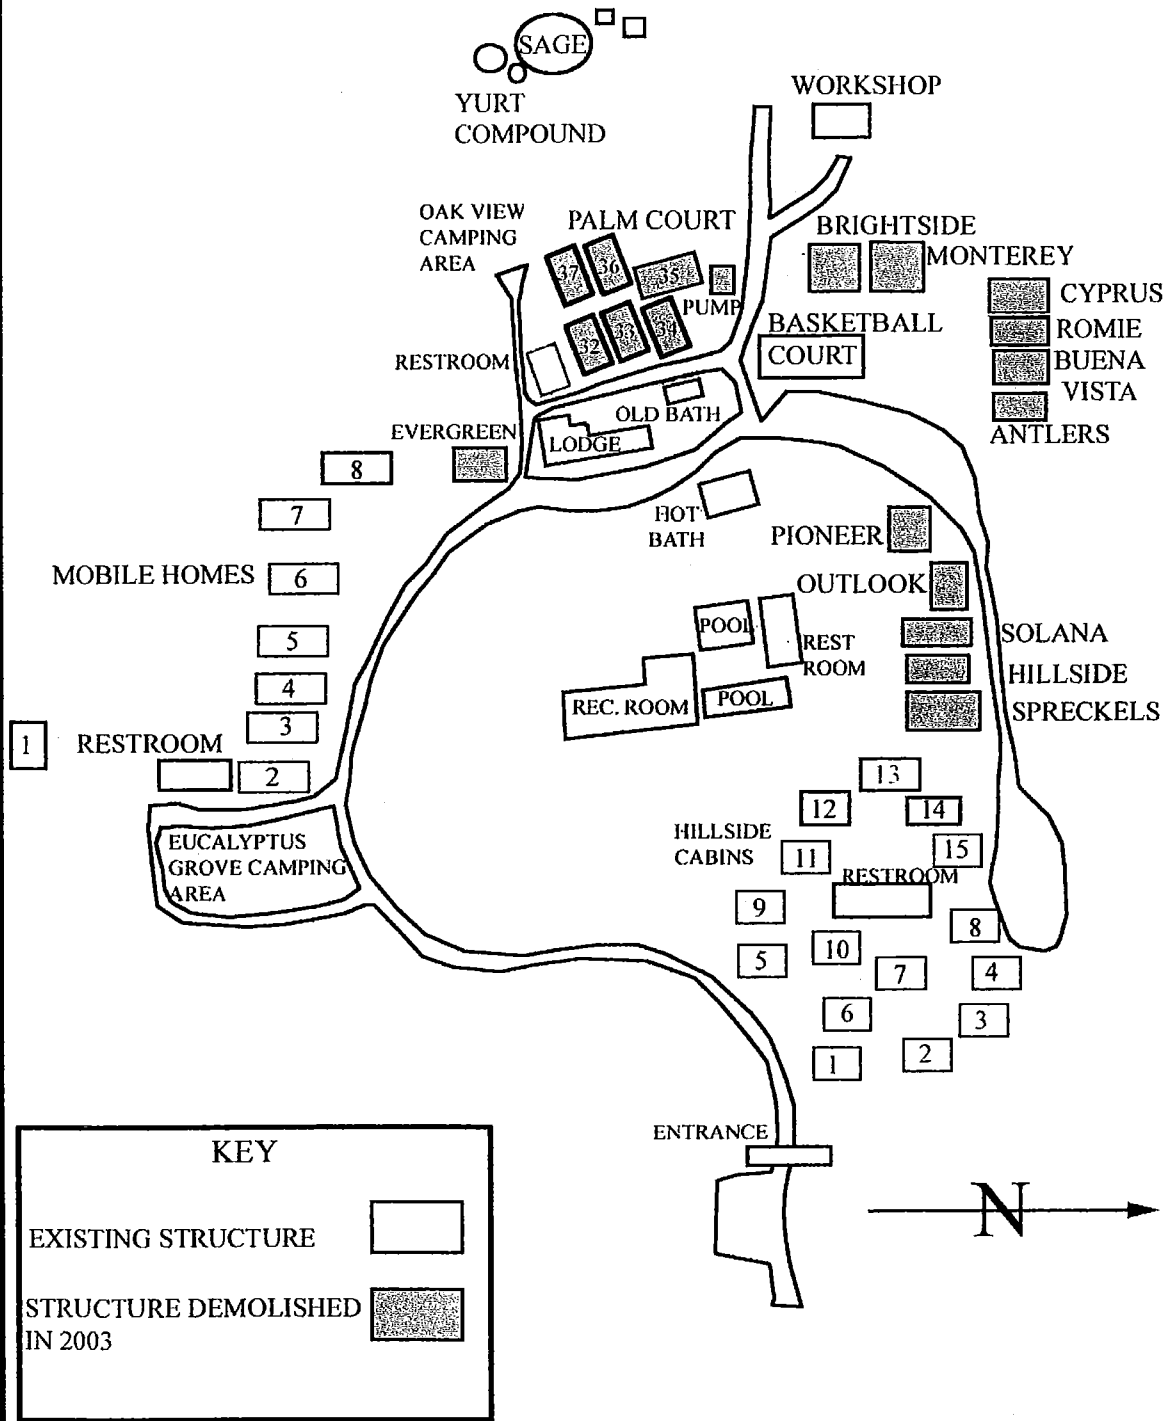 SAGE
YURT
COMPOUND
WORKSHOP
OAK VIEW
CAMPING
AREA
PALM COURT
37
36
35
PUMP
32
33
34
RESTROOM
BRIGHTSIDE
MONTEREY
CYPRUS
ROMIE
BUENA
VISTA
ANTLERS
BASKETBALL
COURT
OLD BATH
LODGE
EVERGREEN
8
7
MOBILE HOMES
6
5
4
3
1
RESTROOM
2
HOT
BATH
PIONEER
OUTLOOK
SOLANA
HILLSIDE
SPRECKELS
POOL
REST
ROOM
REC. ROOM
POOL
EUCALYPTUS
GROVE CAMPING
AREA
HILLSIDE
CABINS
13
12
14
11
15
RESTROOM
9
8
10
5
7
4
6
3
2
1
ENTRANCE
N
KEY
EXISTING STRUCTURE
STRUCTURE DEMOLISHED
IN 2003